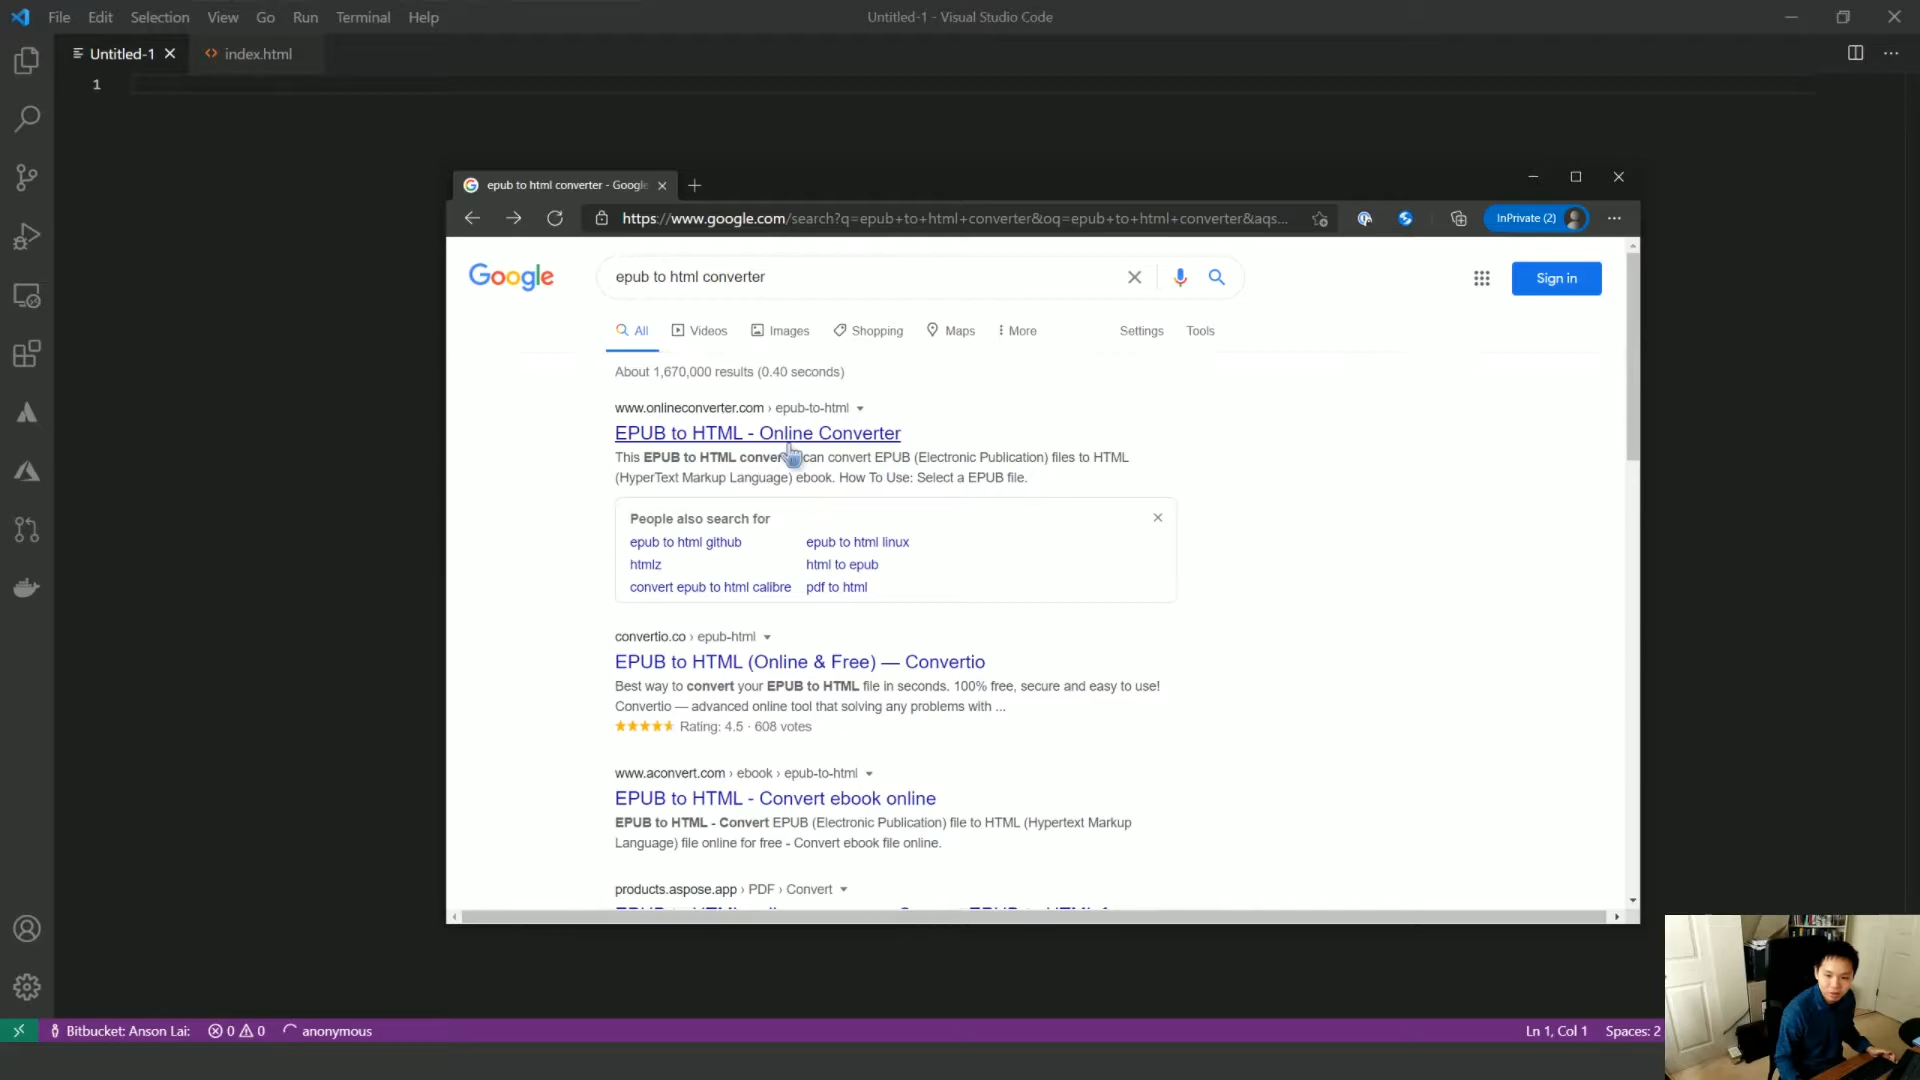 File Edit Selection View Go Run Terminal Help
Untitled-1 - Visual Studio Code
Untitled-1
index.html
1
epub to html converter - Google
https://www.google.com/search?q=epub+to+html+converter&oq=epub+to+html+converter&aqs...
InPrivate (2)
Google
epub to html converter
Sign in
All Videos Images Shopping Maps More Settings Tools
About 1,670,000 results (0.40 seconds)
www.onlineconverter.com › epub-to-html
EPUB to HTML - Online Converter
This EPUB to HTML can convert EPUB (Electronic Publication) files to HTML
(HyperText Markup Language) ebook. How To Use: Select a EPUB file.
People also search for
epub to html github epub to html linux
htmlz html to epub
convert epub to html calibre pdf to html
convertio.co › epub-html
EPUB to HTML (Online & Free) — Convertio
Best way to convert your EPUB to HTML file in seconds. 100% free, secure and easy to use!
Convertio — advanced online tool that solving any problems with ...
Rating: 4.5 · 608 votes
www.aconvert.com › ebook › epub-to-html
EPUB to HTML - Convert ebook online
EPUB to HTML - Convert EPUB (Electronic Publication) file to HTML (Hypertext Markup
Language) file online for free - Convert ebook file online.
products.aspose.app › PDF › Convert
Bitbucket: Anson Lai: 0 0 anonymous
Ln 1, Col 1 Spaces: 2